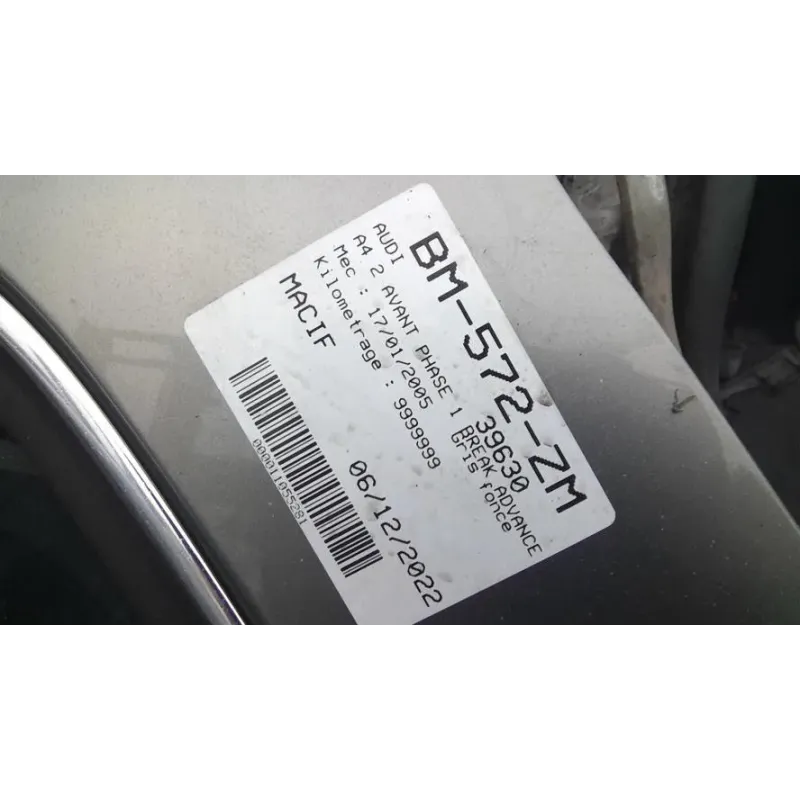 BM-572-ZM
AUDI 39630
A4 2 AVANT PHASE 1 BREAK ADVANCE
Mec : 17/01/2005 Gris fonce
Kilometrage : 9999999
MACIF 06/12/2022
000011055281